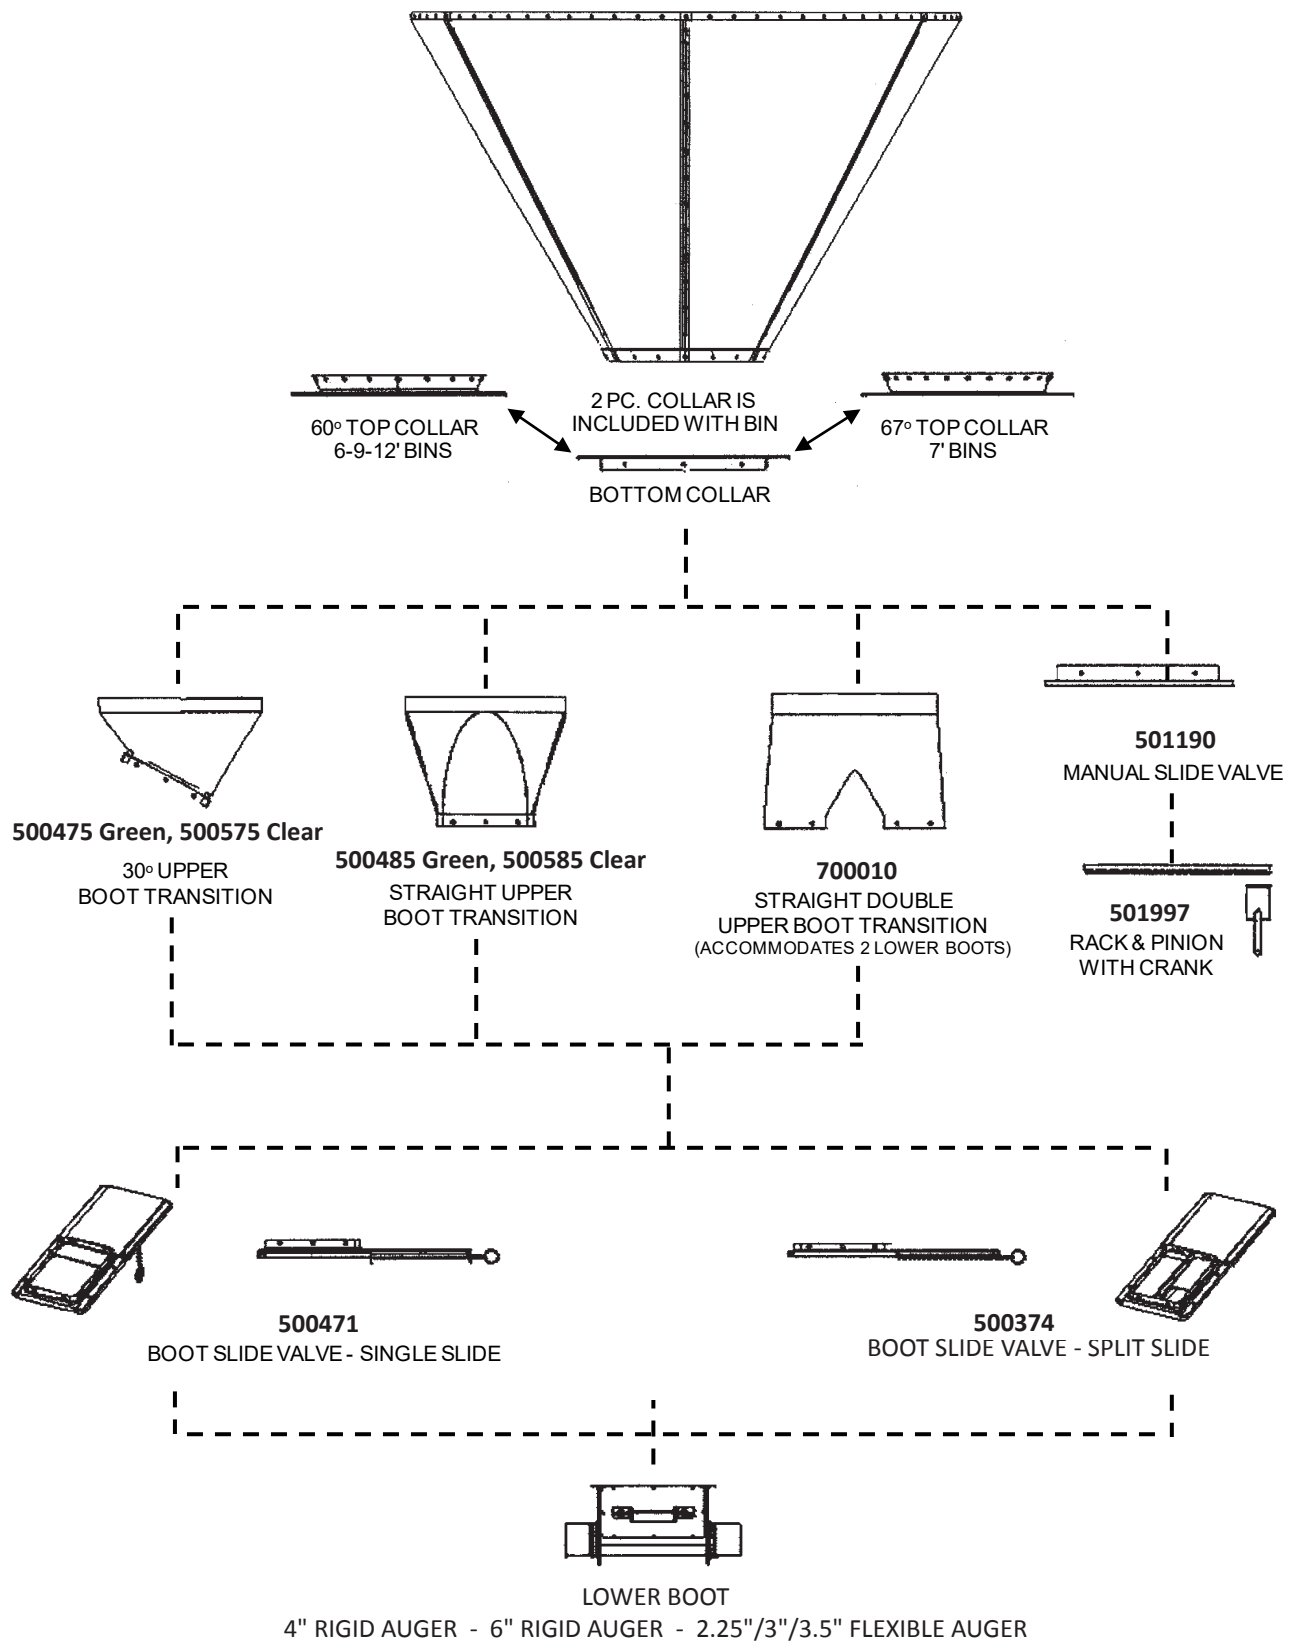 2 PC. COLLAR IS
INCLUDED WITH BIN
60° TOP COLLAR
6-9-12' BINS
67° TOP COLLAR
7' BINS
BOTTOM COLLAR
500475 Green, 500575 Clear
30° UPPER
BOOT TRANSITION
500485 Green, 500585 Clear
STRAIGHT UPPER
BOOT TRANSITION
700010
STRAIGHT DOUBLE
UPPER BOOT TRANSITION
(ACCOMMODATES 2 LOWER BOOTS)
501190
MANUAL SLIDE VALVE
501997
RACK & PINION
WITH CRANK
500471
BOOT SLIDE VALVE - SINGLE SLIDE
500374
BOOT SLIDE VALVE - SPLIT SLIDE
LOWER BOOT
4" RIGID AUGER - 6" RIGID AUGER - 2.25"/3"/3.5" FLEXIBLE AUGER